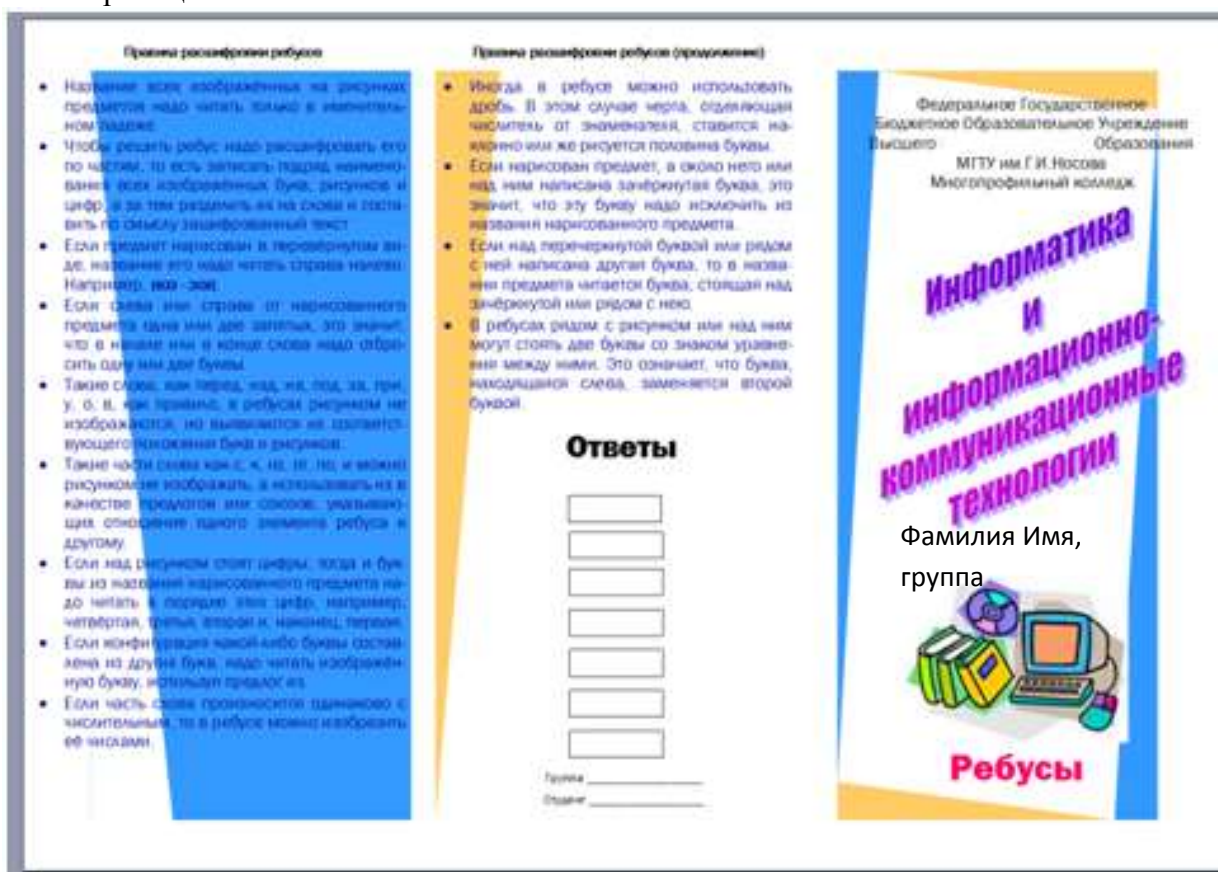 Правила расшифровки ребусов
• Названия всех изображённых на рисунках
предметов надо читать только в именитель-
ном падеже.
• Чтобы решить ребус надо расшифровать его
по частям, то есть записать подряд наимено-
вания всех изображённых букв, рисунков и
цифр, а за тем разделить их на слова и соста-
вить по смыслу зашифрованный текст.
• Если предмет нарисован в перевёрнутом ви-
де, название его надо читать справа налево.
Например,
• Если слева или справа от нарисованного
предмета одна или две запятых, это значит,
что в начале или в конце слова надо отбро-
сить одну или две буквы.
• Такие слова, как перед, над, на, под, за, при,
у, о, в, как правило, в ребусах рисунком не
изображаются, но выявляются из соответст-
вующего положения букв и рисунков.
• Такие части слова как с, к, из, от, по, и можно
рисунком не изображать, а использовать их в
качестве предлогов или союзов, указываю-
щих отношение одного элемента ребуса к
другому.
• Если над рисунком стоят цифры, тогда и бук
вы из названия нарисованного предмета на-
до читать в порядке этих цифр, например,
четвёртая, третья, вторая и, наконец, первая.
• Если конфигурация какой-либо буквы состав-
лена из других букв, надо читать изображён-
ную букву, используя предлог из.
• Если часть слова произносится одинаково с
числительным, то в ребусе можно изобразить
её числами.
Правила расшифровки ребусов (продолжение)
• Иногда в ребусе можно использовать
дробь. В этом случае черта, отделяющая
числитель от знаменателя, ставится на-
клонно или же рисуется половина буквы.
• Если нарисован предмет, а около него или
над ним написана зачёркнутая буква, это
значит, что эту букву надо исключить из
названия нарисованного предмета.
• Если над перечеркнутой буквой или рядом
с ней написана другая буква, то в назва-
нии предмета читается буква, стоящая над
зачёркнутой или рядом с нею.
• В ребусах рядом с рисунком или над ним
могут стоять две буквы со знаком уравне-
ния между ними. Это означает, что буква,
находящаяся слева, заменяется второй
буквой.
Ответы
Группа
Студент
Федеральное Государственное
Бюджетное Образовательное Учреждение
Высшего Образования
МГТУ им.Г.И.Носова
Многопрофильный колледж
Информатика
и
информационно-
коммуникационные
технологии
Фамилия Имя,
группа
Ребусы